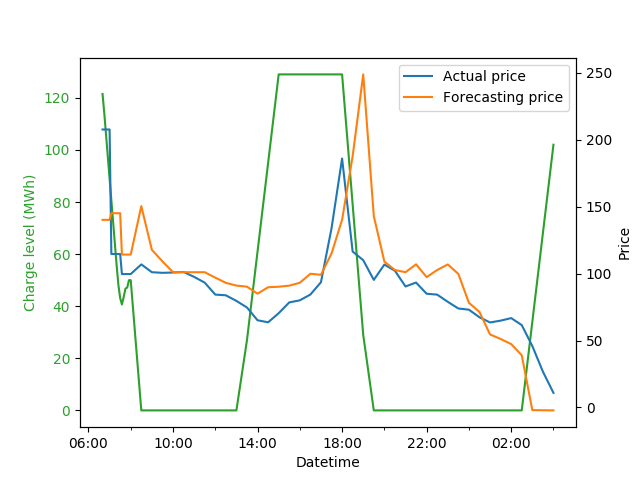 Actual price
Forecasting price
Charge level (MWh)
120
100
80
60
40
20
0
250
200
150
100
50
0
Price
06:00 10:00 14:00 18:00 22:00 02:00
Datetime